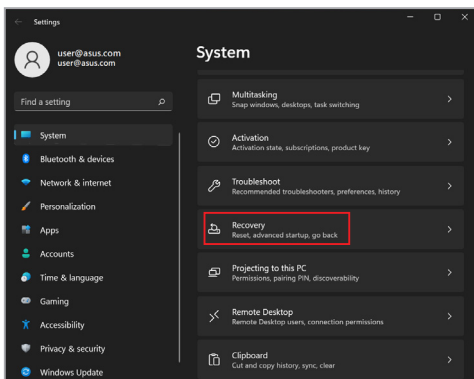 Settings
user@asus.com
user@asus.com
Find a setting
System
Bluetooth & devices
Network & internet
Personalization
Apps
Accounts
Time & language
Gaming
Accessibility
Privacy & security
Windows Update
System
Multitasking
Snap windows, desktops, task switching
Activation
Activation state, subscriptions, product key
Troubleshoot
Recommended troubleshooters, preferences, history
Recovery
Reset, advanced startup, go back
Projecting to this PC
Permissions, pairing PIN, discoverability
Remote Desktop
Remote Desktop users, connection permissions
Clipboard
Cut and copy history, sync, clear